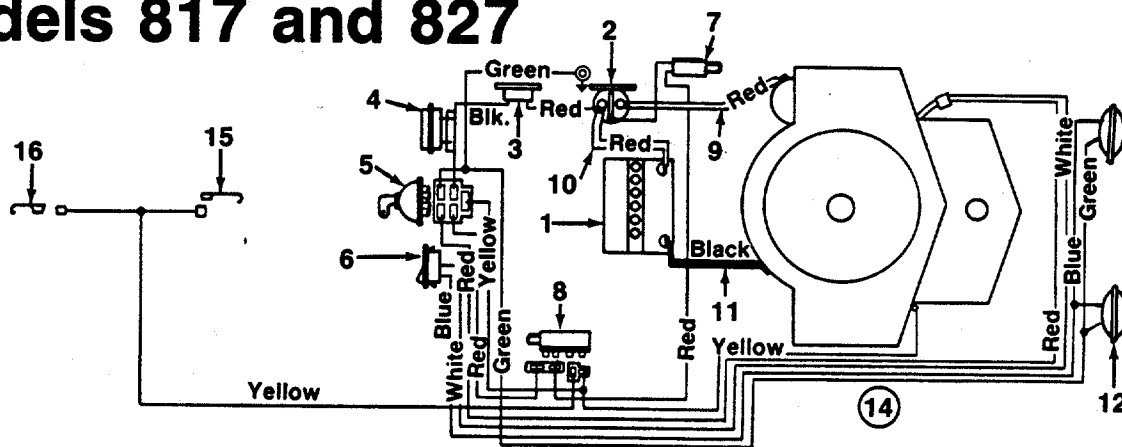 dels 817 and 827
2
7
Green
Red
4
Blk.
Red
3
9
White
16
15
5
10
Red
Green
1
Black
6
Yellow
Red
Blue
8
11
Blue
White
Red
Green
Red
Yellow
Red
Yellow
14
12